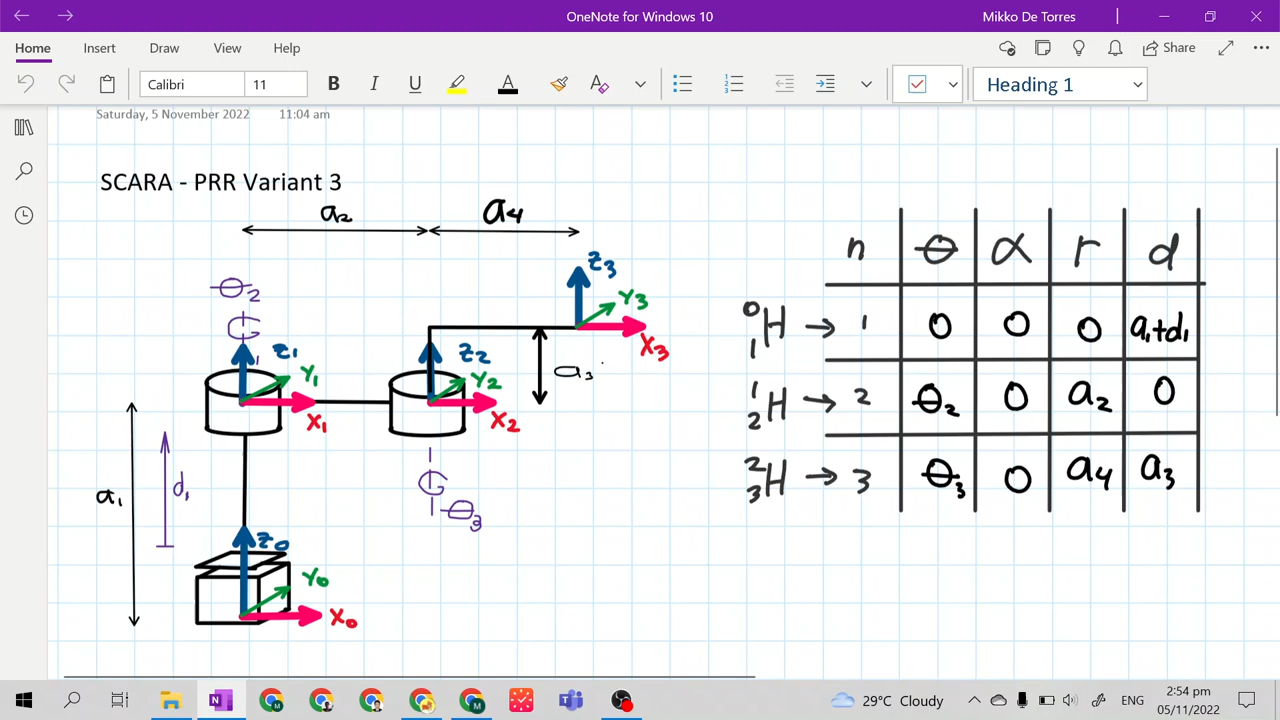 OneNote for Windows 10
Mikko De Torres
Home Insert Draw View Help
Share
Calibri 11 B I U A A Heading 1
Saturday, 5 November 2022 11:04 am
SCARA - PRR Variant 3
a2 a4
θ2
z3
Y3
X3
z1
Y1
X1
z2
Y2
X2
a3
a1
d1
θ3
z0
Y0
X0
n θ α r d
0 1 H → 1 0 0 0 a1+d1
1 2 H → 2 θ2 0 a2 0
2 3 H → 3 θ3 0 a4 a3
29°C Cloudy
ENG
2:54 pm
05/11/2022